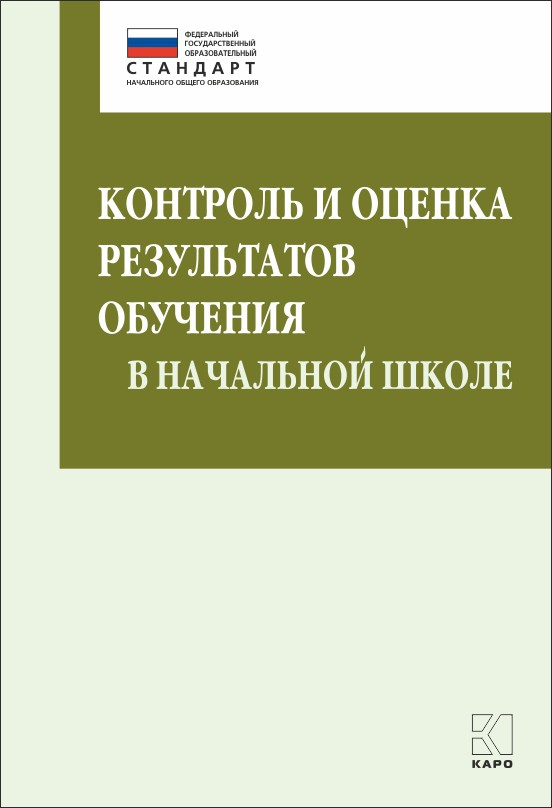 ФЕДЕРАЛЬНЫЙ
ГОСУДАРСТВЕННЫЙ
ОБРАЗОВАТЕЛЬНЫЙ
СТАНДАРТ
НАЧАЛЬНОГО ОБЩЕГО ОБРАЗОВАНИЯ
КОНТРОЛЬ И ОЦЕНКА
РЕЗУЛЬТАТОВ
ОБУЧЕНИЯ
В НАЧАЛЬНОЙ ШКОЛЕ
КАРО